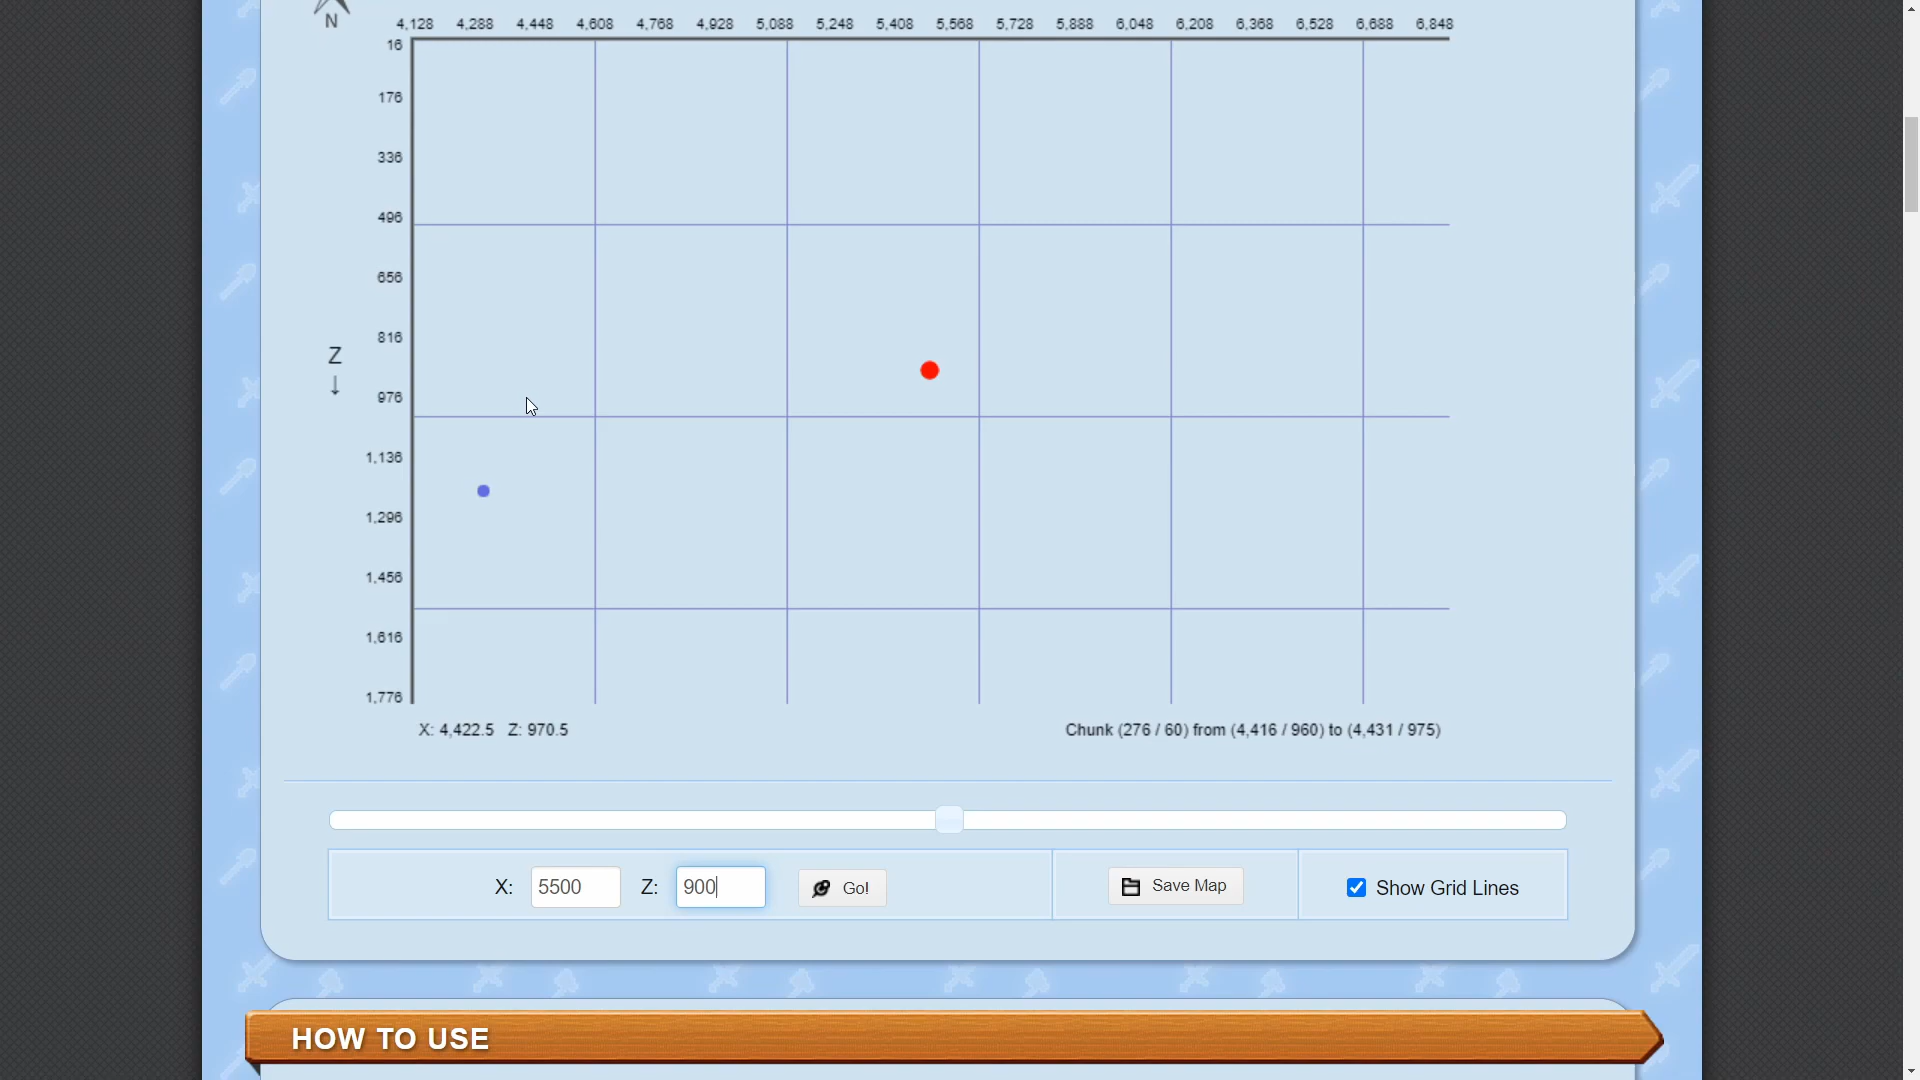 N
4,128 4,288 4,448 4,608 4,768 4,928 5,088 5,248 5,408 5,568 5,728 5,888 6,048 6,208 6,368 6,528 6,688 6,848
16
176
336
496
656
816
Z
↓
976
1,136
1,296
1,456
1,616
1,776
X: 4,422.5 Z: 970.5 Chunk (276 / 60) from (4,416 / 960) to (4,431 / 975)
X: 5500 Z: 900 Go! Save Map Show Grid Lines
HOW TO USE